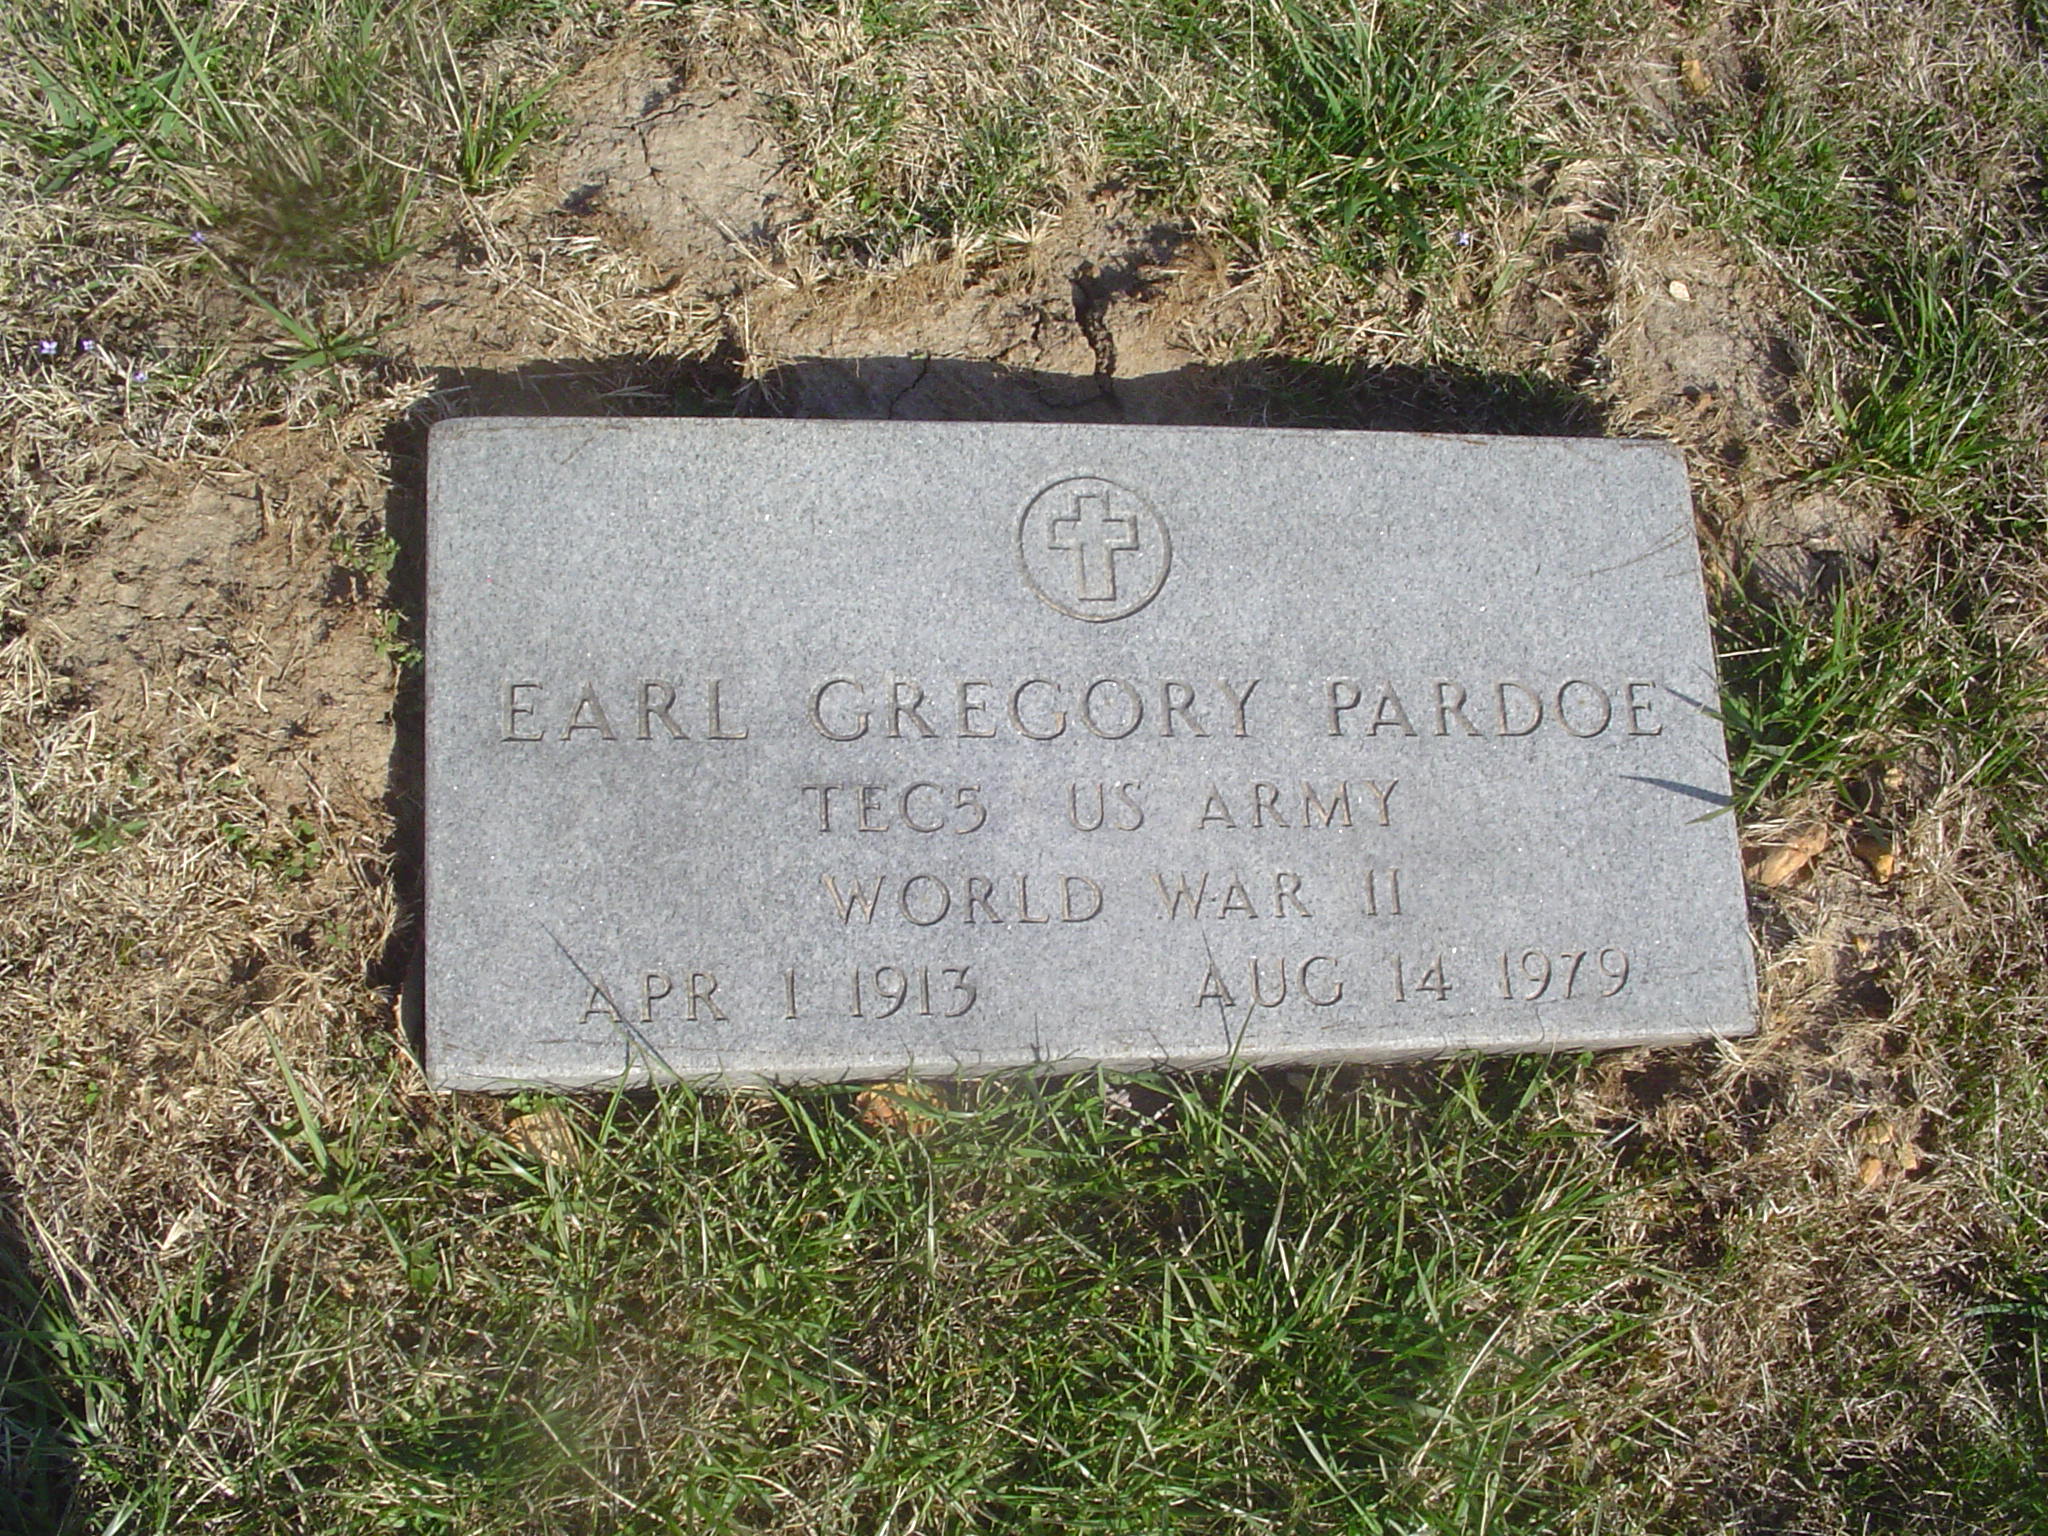 EARL GREGORY PARDOE
TEC5 US ARMY
WORLD WAR II
APR 1 1913 AUG 14 1979